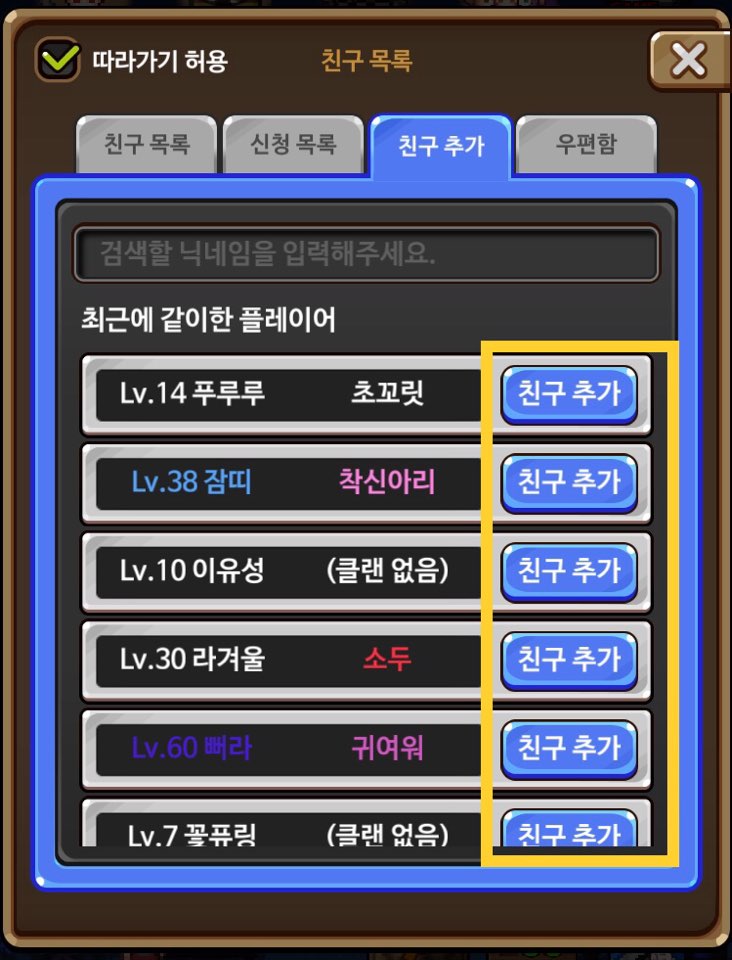 따라가기 허용
친구 목록
친구 목록
신청 목록
친구 추가
우편함
검색할 닉네임을 입력해주세요.
최근에 같이한 플레이어
Lv.14 푸루루 초꼬릿 친구 추가
Lv.38 잠띠 착신아리 친구 추가
Lv.10 이유성 (클랜 없음) 친구 추가
Lv.30 라겨울 소두 친구 추가
Lv.60 뻐라 귀여워 친구 추가
Lv.7 꽃퓨링 (클랜 없음) 친구 추가